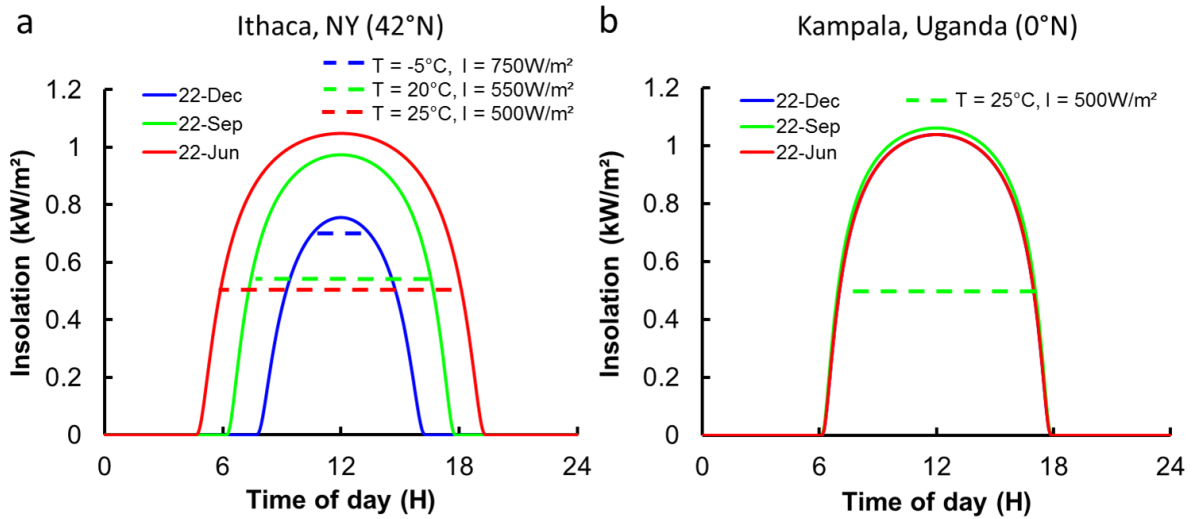 a
Ithaca, NY (42°N)
T = -5°C, I = 750W/m²
T = 20°C, I = 550W/m²
T = 25°C, I = 500W/m²
22-Dec
22-Sep
22-Jun
1.2
1
0.8
0.6
0.4
0.2
0
Insolation (kW/m²)
0 6 12 18 24
Time of day (H)
b
Kampala, Uganda (0°N)
T = 25°C, I = 500W/m²
22-Dec
22-Sep
22-Jun
1.2
1
0.8
0.6
0.4
0.2
0
Insolation (kW/m²)
0 6 12 18 24
Time of day (H)